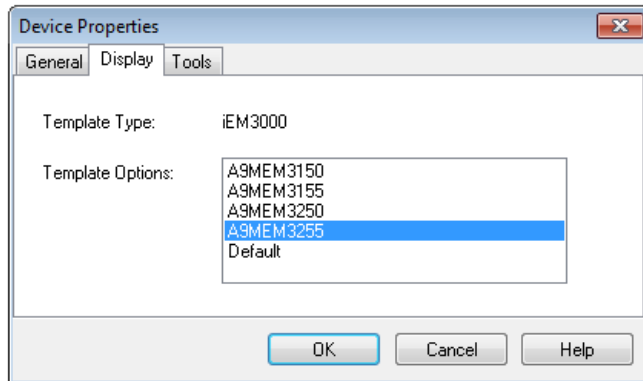 Device Properties
General Display Tools
Template Type: iEM3000
Template Options:
A9MEM3150
A9MEM3155
A9MEM3250
A9MEM3255
Default
OK Cancel Help